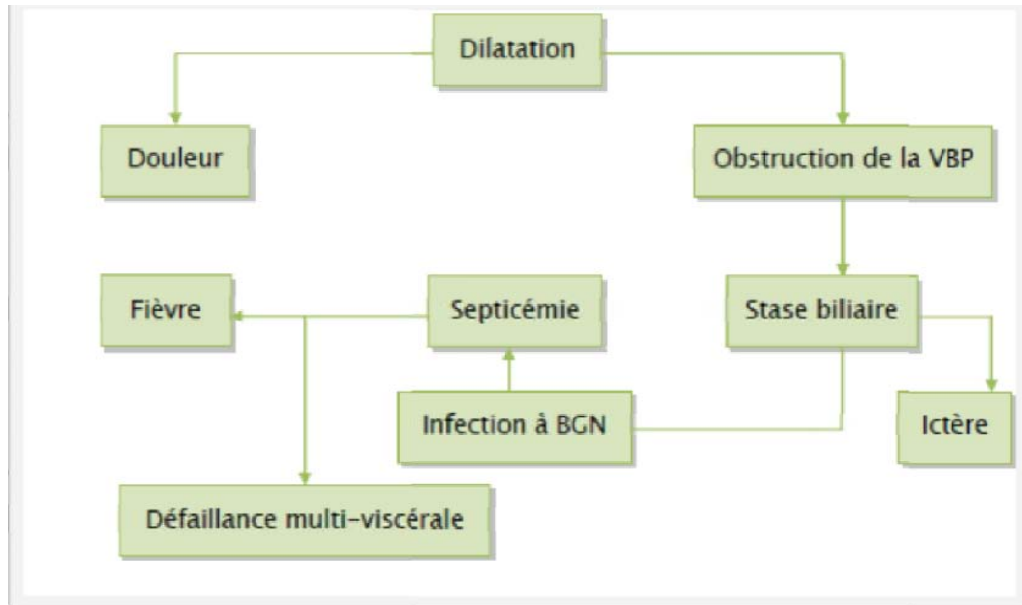 Dilatation
Douleur
Obstruction de la VBP
Fièvre
Septicémie
Stase biliaire
Infection à BGN
Ictère
Défaillance multi-viscérale